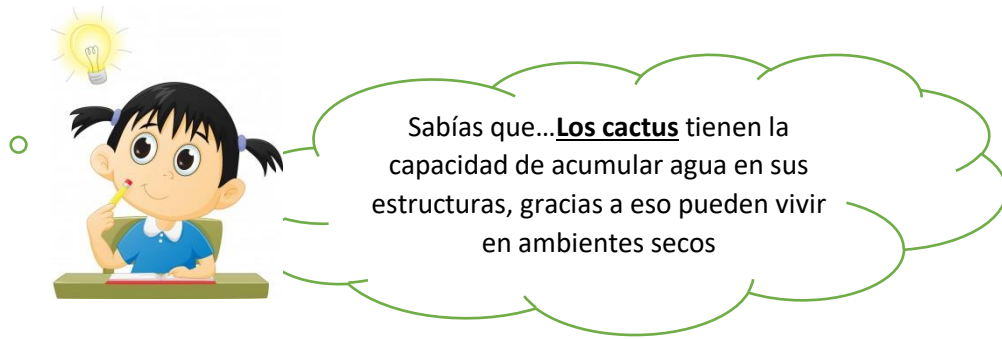 Sabías que...Los cactus tienen la
capacidad de acumular agua en sus
estructuras, gracias a eso pueden vivir
en ambientes secos